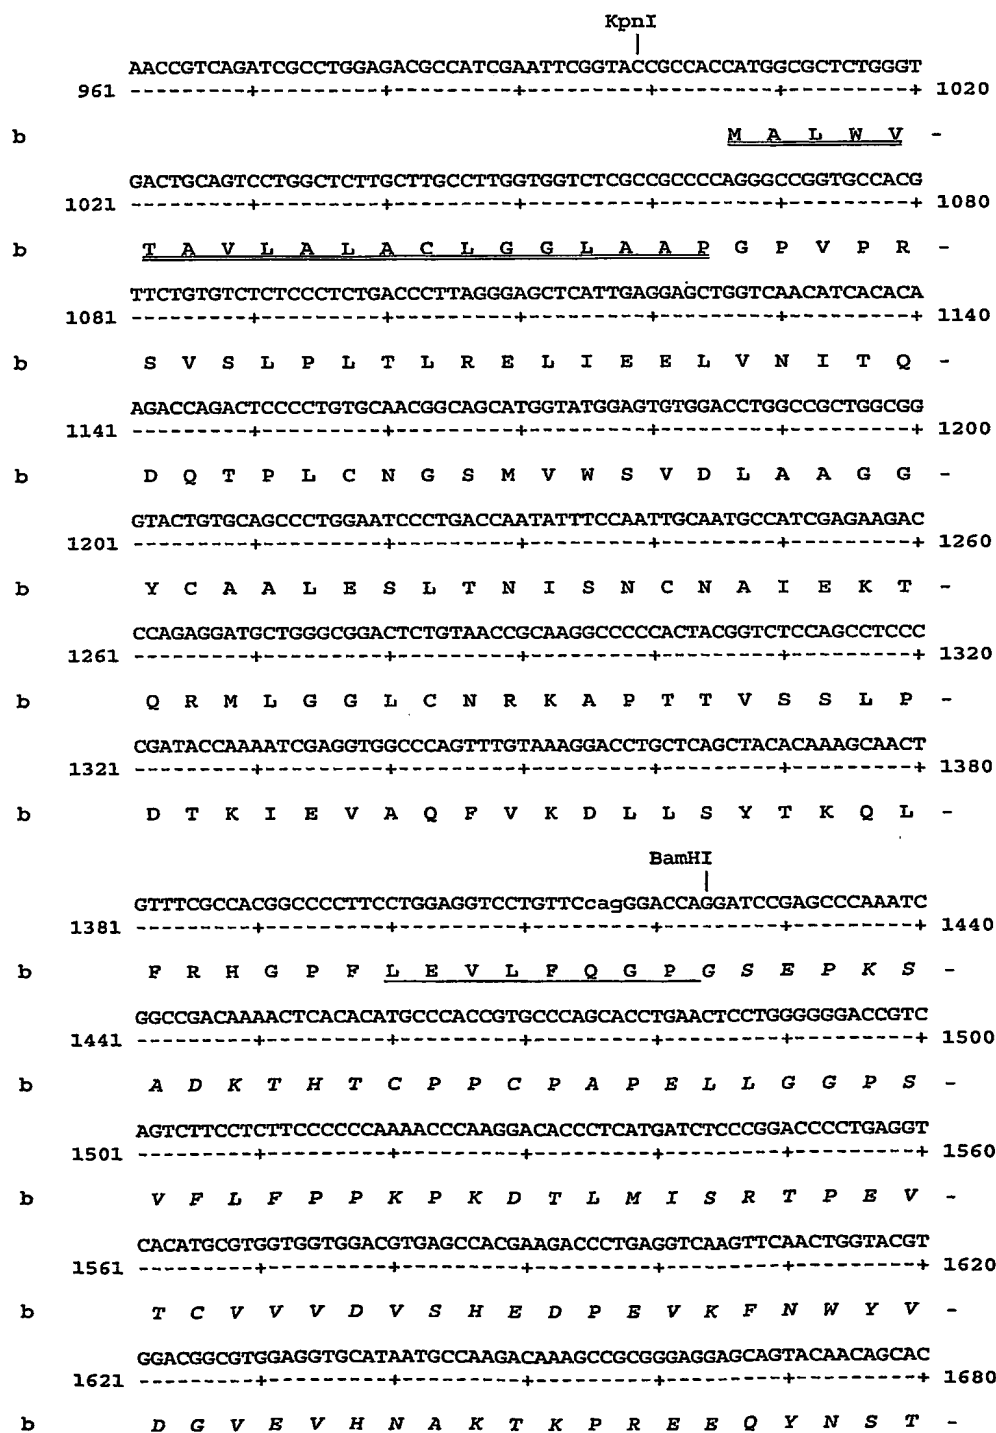 KpnI
AACCGTCAGATCGCCTGGAGACGCCATCGAATTCGGTACCGCCACCATGGCGCTCTGGGT
961 ---------+---------+---------+---------+---------+---------+ 1020
b M A L W V -
GACTGCAGTCCTGGCTCTTGCTTGCCTTGGTGGTCTCGCCGCCCCAGGGCCGGTGCCACG
1021 ---------+---------+---------+---------+---------+---------+ 1080
b T A V L A L A C L G G L A A P G P V P R -
TTCTGTGTCTCTCCCTCTGACCCTTAGGGAGCTCATTGAGGAGCTGGTCAACATCACACA
1081 ---------+---------+---------+---------+---------+---------+ 1140
b S V S L P L T L R E L I E E L V N I T Q -
AGACCAGACTCCCCTGTGCAACGGCAGCATGGTATGGAGTGTGGACCTGGCCGCTGGCGG
1141 ---------+---------+---------+---------+---------+---------+ 1200
b D Q T P L C N G S M V W S V D L A A G G -
GTACTGTGCAGCCCTGGAATCCCTGACCAATATTTCCAATTGCAATGCCATCGAGAAGAC
1201 ---------+---------+---------+---------+---------+---------+ 1260
b Y C A A L E S L T N I S N C N A I E K T -
CCAGAGGATGCTGGGCGGACTCTGTAACCGCAAGGCCCCCACTACGGTCTCCAGCCTCCC
1261 ---------+---------+---------+---------+---------+---------+ 1320
b Q R M L G G L C N R K A P T T V S S L P -
CGATACCAAAATCGAGGTGGCCCAGTTTGTAAAGGACCTGCTCAGCTACACAAAGCAACT
1321 ---------+---------+---------+---------+---------+---------+ 1380
b D T K I E V A Q F V K D L L S Y T K Q L -
BamHI
GTTTCGCCACGGCCCCTTCCTGGAGGTCCTGTTCcagGGACCAGGATCCGAGCCCAAATC
1381 ---------+---------+---------+---------+---------+---------+ 1440
b F R H G P F L E V L F Q G P G S E P K S -
GGCCGACAAAACTCACACATGCCCACCGTGCCCAGCACCTGAACTCCTGGGGGGACCGTC
1441 ---------+---------+---------+---------+---------+---------+ 1500
b A D K T H T C P P C P A P E L L G G P S -
AGTCTTCCTCTTCCCCCCAAAACCCAAGGACACCCTCATGATCTCCCGGACCCCTGAGGT
1501 ---------+---------+---------+---------+---------+---------+ 1560
b V F L F P P K P K D T L M I S R T P E V -
CACATGCGTGGTGGTGGACGTGAGCCACGAAGACCCTGAGGTCAAGTTCAACTGGTACGT
1561 ---------+---------+---------+---------+---------+---------+ 1620
b T C V V V D V S H E D P E V K F N W Y V -
GGACGGCGTGGAGGTGCATAATGCCAAGACAAAGCCGCGGGAGGAGCAGTACAACAGCAC
1621 ---------+---------+---------+---------+---------+---------+ 1680
b D G V E V H N A K T K P R E E Q Y N S T -